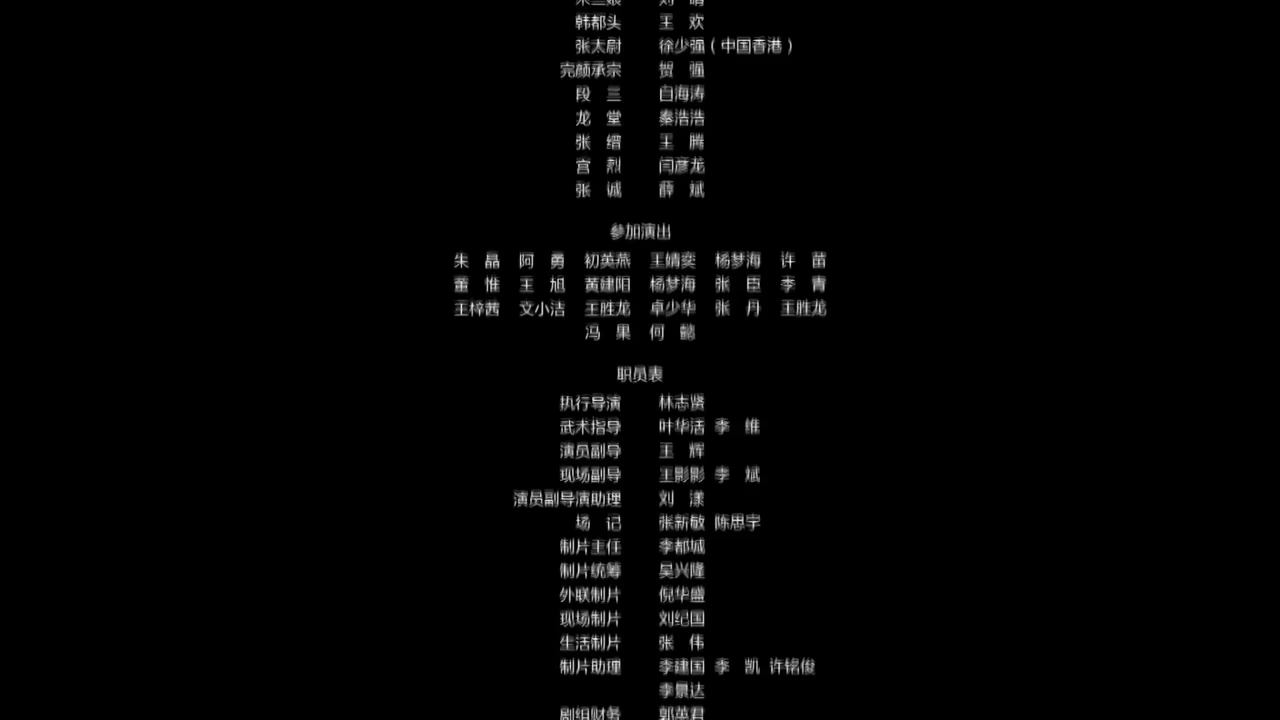 韩都头 王 欢
张太尉 徐少强(中国香港)
完颜承宗 贺 强
段 三 白海涛
龙 堂 秦浩浩
张 缙 王 腾
宫 烈 闫彦龙
张 诚 薛 斌
参加演出
朱 晶 阿 勇 初英燕 王婧奕 杨梦海 许 苗
董 惟 王 旭 黄建阳 杨梦海 张 臣 李 青
王梓茜 文小洁 王胜龙 卓少华 张 丹 王胜龙
冯 果 何 懿
职员表
执行导演 林志贤
武术指导 叶华活 李 维
演员副导 王 辉
现场副导 王影影 李 斌
演员副导演助理 刘 漾
场 记 张新敏 陈思宇
制片主任 李都城
制片统筹 吴兴隆
外联制片 倪华盛
现场制片 刘纪国
生活制片 张 伟
制片助理 李建国 李 凯 许铭俊
李景达
剧组财务 郭英君